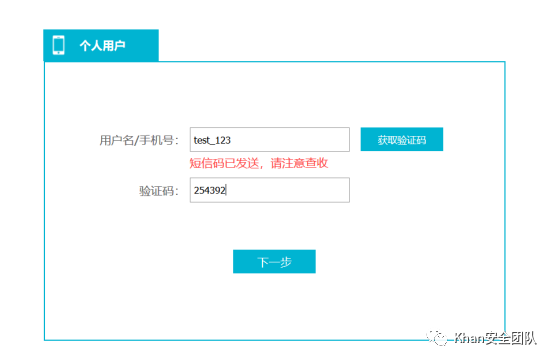 个人用户
用户名/手机号： test_123 获取验证码
短信码已发送，请注意查收
验证码： 254392
下一步
Khan安全团队